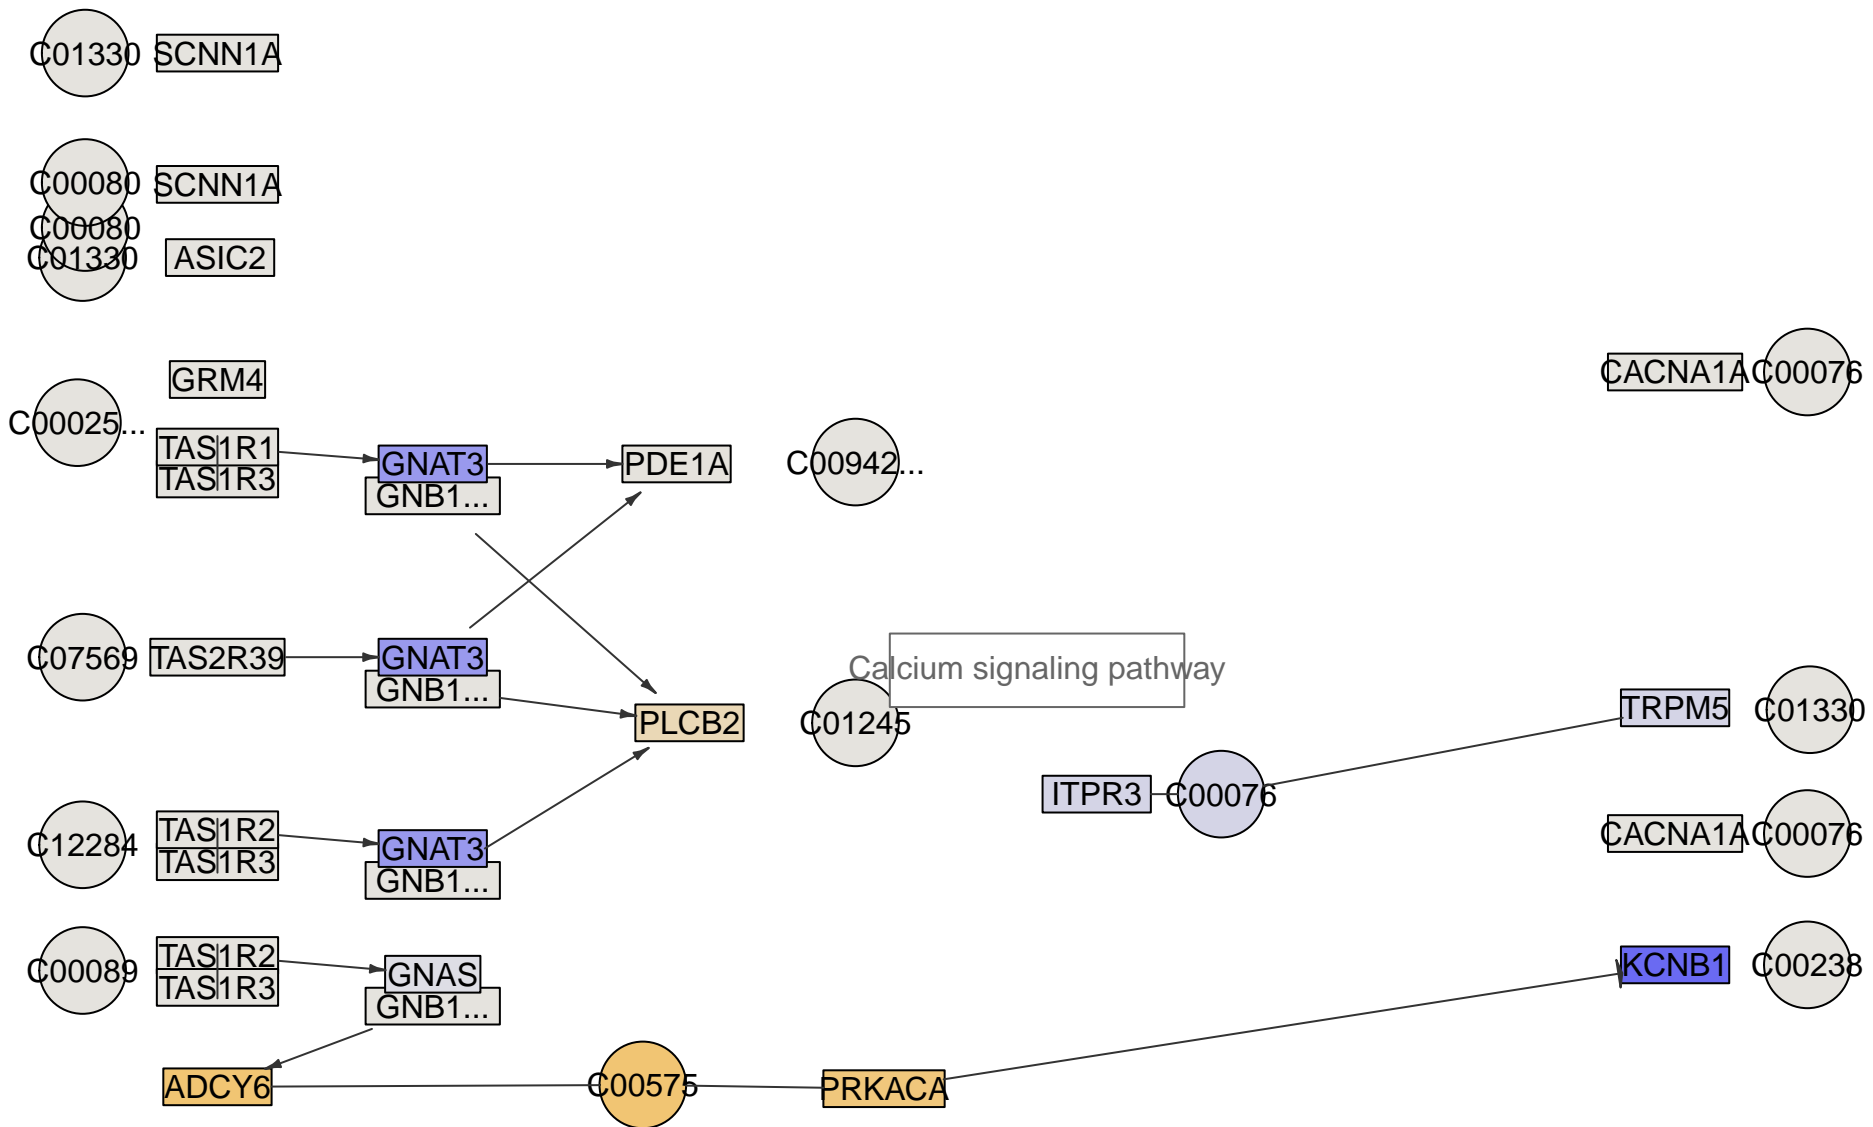 C01330 SCNN1A
C00080 SCNN1A
C00080
C01330 ASIC2
GRM4
CACNA1A C00076
C00025...
TAS1R1
TAS1R3
GNAT3
GNB1...
PDE1A
C00942...
C07569 TAS2R39
GNAT3
GNB1...
Calcium signaling pathway
PLCB2
C01245
TRPM5 C01330
ITPR3 C00076
C12284
TAS1R2
TAS1R3
GNAT3
GNB1...
CACNA1A C00076
C00089
TAS1R2
TAS1R3
GNAS
GNB1...
KCNB1 C00238
ADCY6 C00575 PRKACA